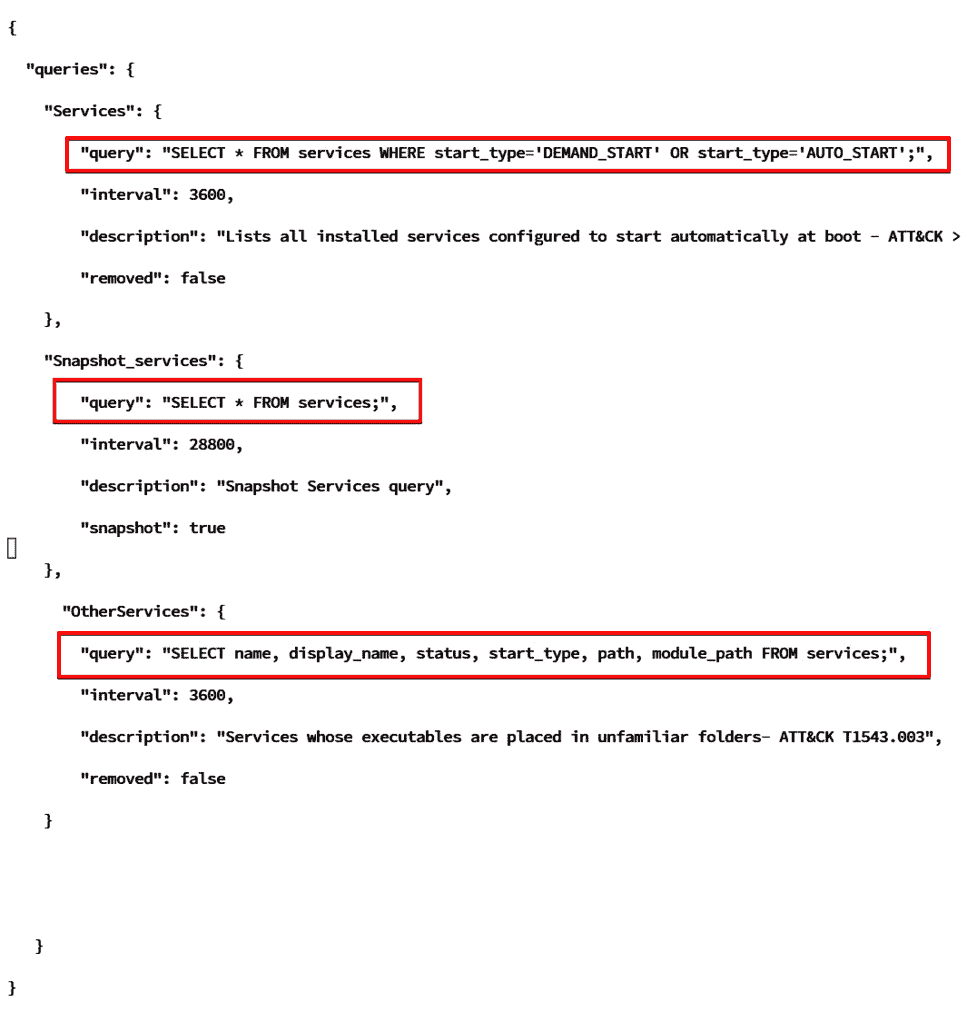 {
"queries": {
"Services": {
"query": "SELECT * FROM services WHERE start_type='DEMAND_START' OR start_type='AUTO_START';",
"interval": 3600,
"description": "Lists all installed services configured to start automatically at boot - ATT&CK >
"removed": false
},
"Snapshot_services": {
"query": "SELECT * FROM services;",
"interval": 28800,
"description": "Snapshot Services query",
"snapshot": true
},
"OtherServices": {
"query": "SELECT name, display_name, status, start_type, path, module_path FROM services;",
"interval": 3600,
"description": "Services whose executables are placed in unfamiliar folders- ATT&CK T1543.003",
"removed": false
}
}
}